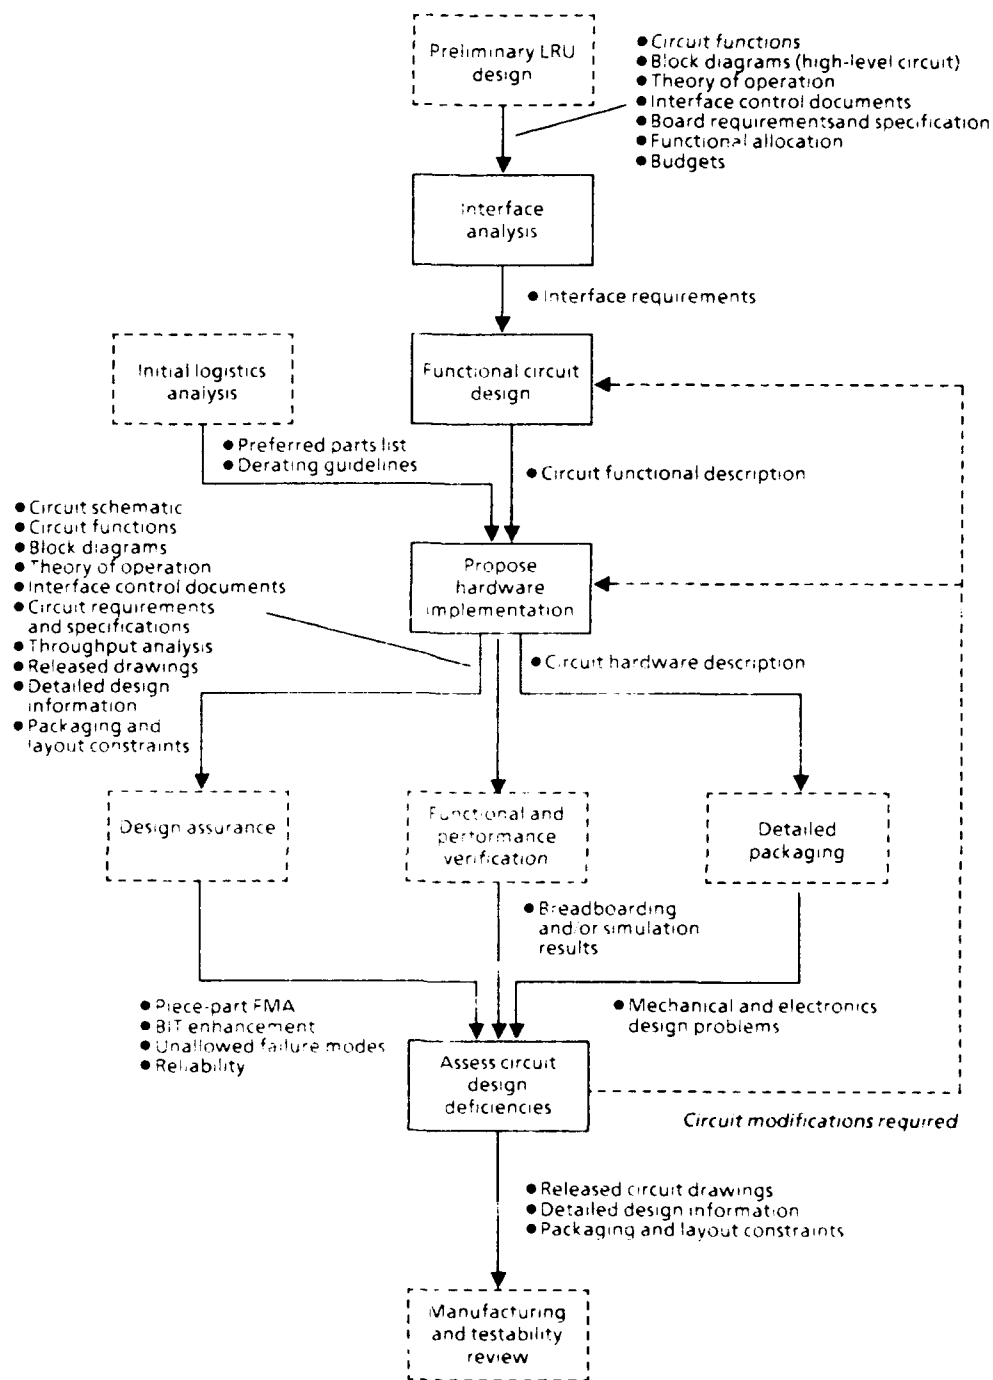 Preliminary LRU
design
● Circuit functions
● Block diagrams (high-level circuit)
● Theory of operation
● Interface control documents
● Board requirementsand specification
● Functional allocation
● Budgets
Interface
analysis
● Interface requirements
Initial logistics
analysis
Functional circuit
design
● Preferred parts list
● Derating guidelines
● Circuit functional description
● Circuit schematic
● Circuit functions
● Block diagrams
● Theory of operation
● Interface control documents
● Circuit requirements
and specifications
● Throughput analysis
● Released drawings
● Detailed design
information
● Packaging and
layout constraints
Propose
hardware
implementation
● Circuit hardware description
Design assurance
Functional and
performance
verification
Detailed
packaging
● Breadboarding
and/or simulation
results
● Piece-part FMA
● BIT enhancement
● Unallowed failure modes
● Reliability
● Mechanical and electronics
design problems
Assess circuit
design
deficiencies
Circuit modifications required
● Released circuit drawings
● Detailed design information
● Packaging and layout constraints
Manufacturing
and testability
review